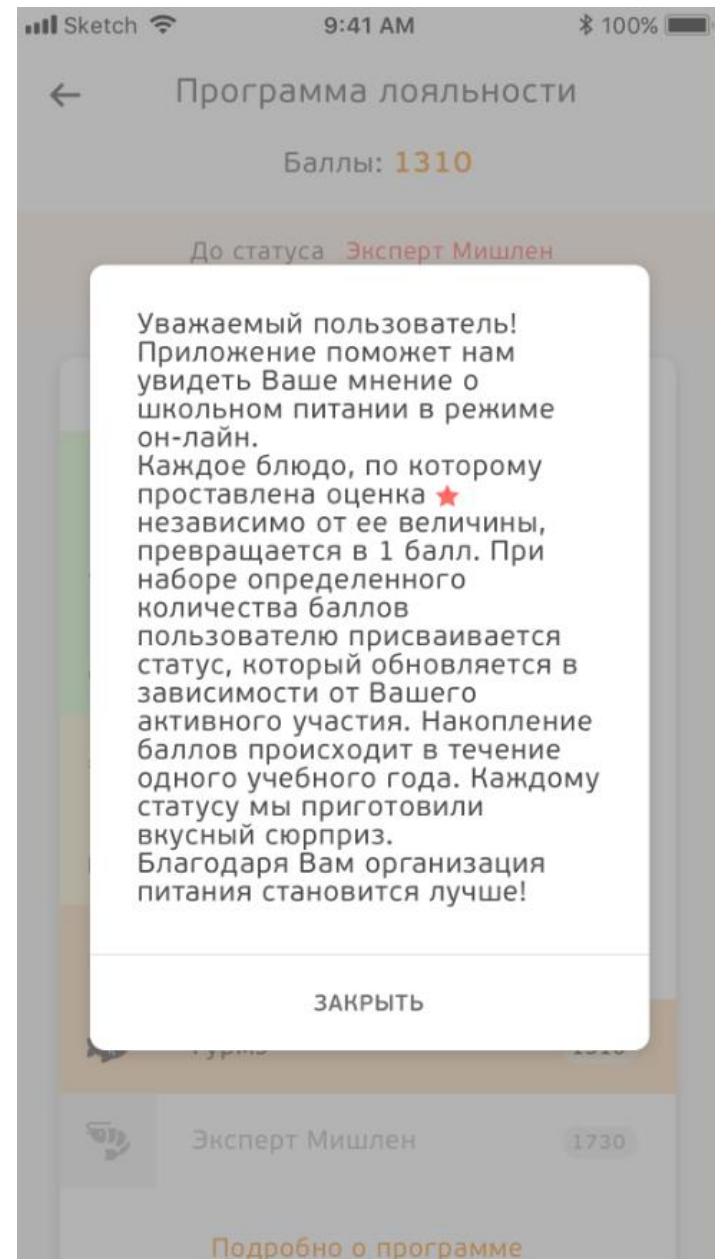 Sketch 9:41 AM 100%
Программа лояльности
Баллы: 1310
До статуса Эксперт Мишлен
Уважаемый пользователь!
Приложение поможет нам
увидеть Ваше мнение о
школьном питании в режиме
он-лайн.
Каждое блюдо, по которому
проставлена оценка ★
независимо от ее величины,
превращается в 1 балл. При
наборе определенного
количества баллов
пользователю присваивается
статус, который обновляется в
зависимости от Вашего
активного участия. Накопление
баллов происходит в течение
одного учебного года. Каждому
статусу мы приготовили
вкусный сюрприз.
Благодаря Вам организация
питания становится лучше!
ЗАКРЫТЬ
Эксперт Мишлен 1730
Подробно о программе